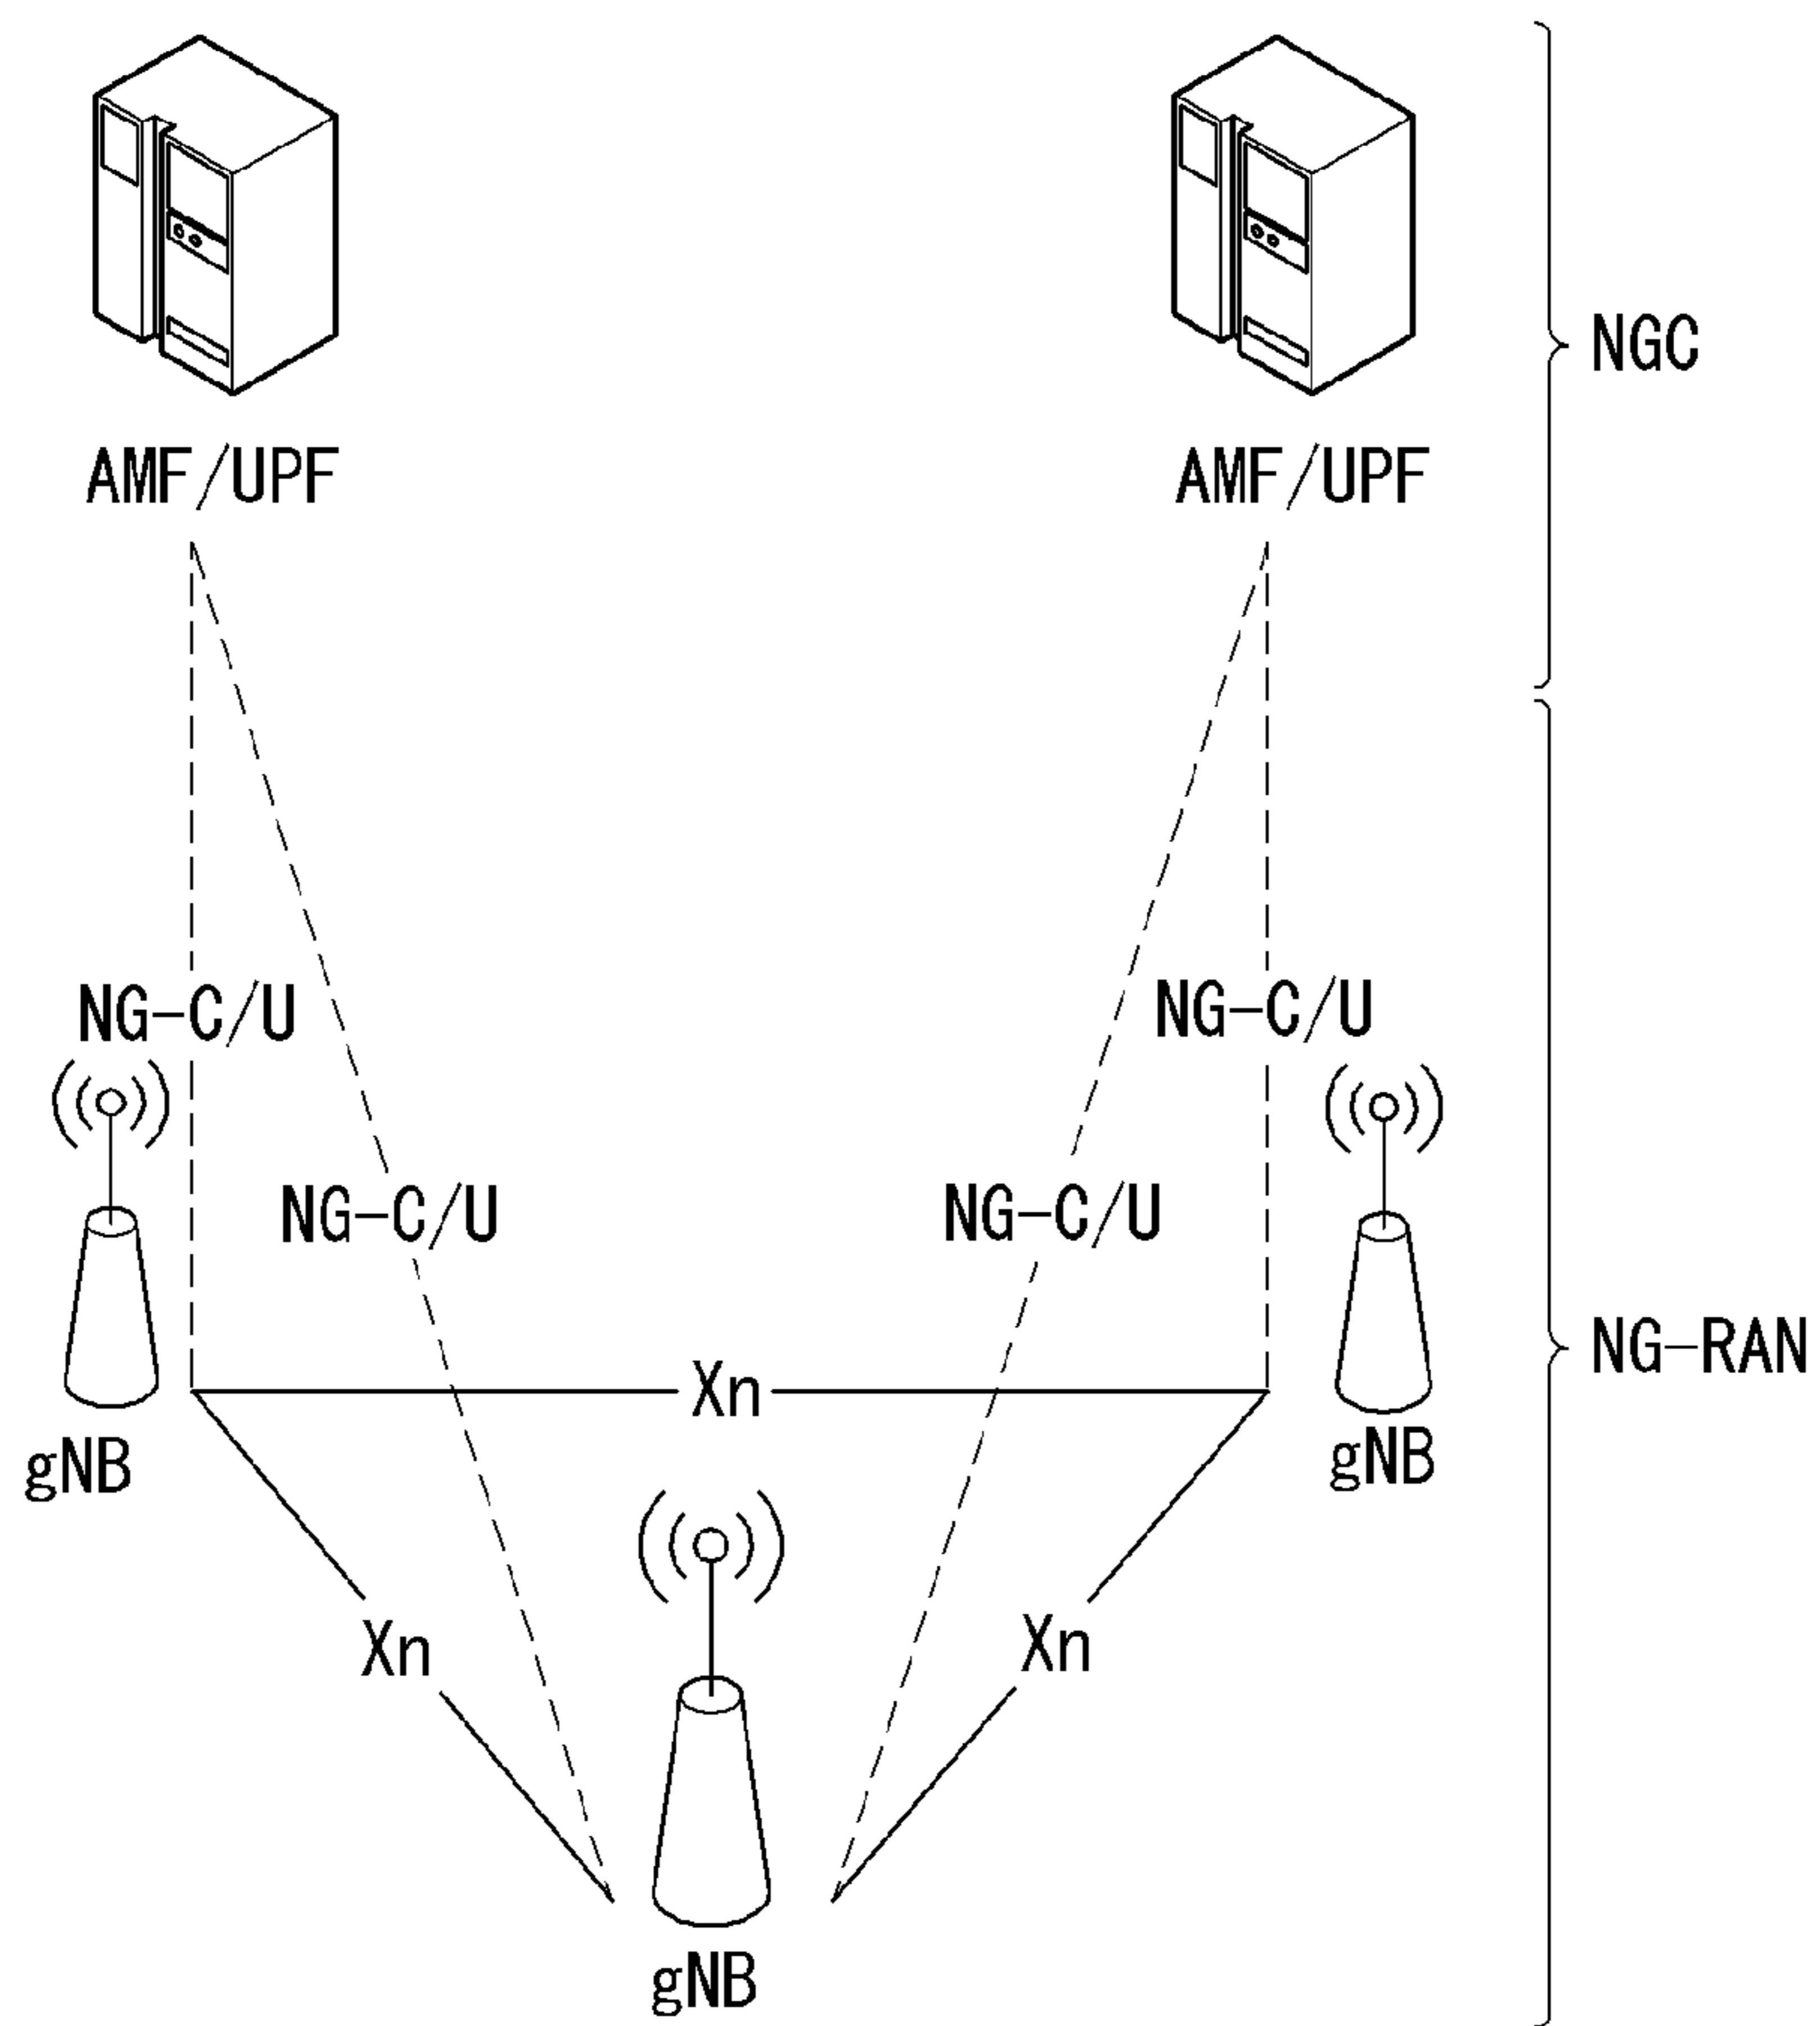 NGC
AMF/UPF
AMF/UPF
NG-C/U
NG-C/U
NG-C/U
NG-C/U
NG-RAN
Xn
gNB
gNB
Xn
Xn
gNB